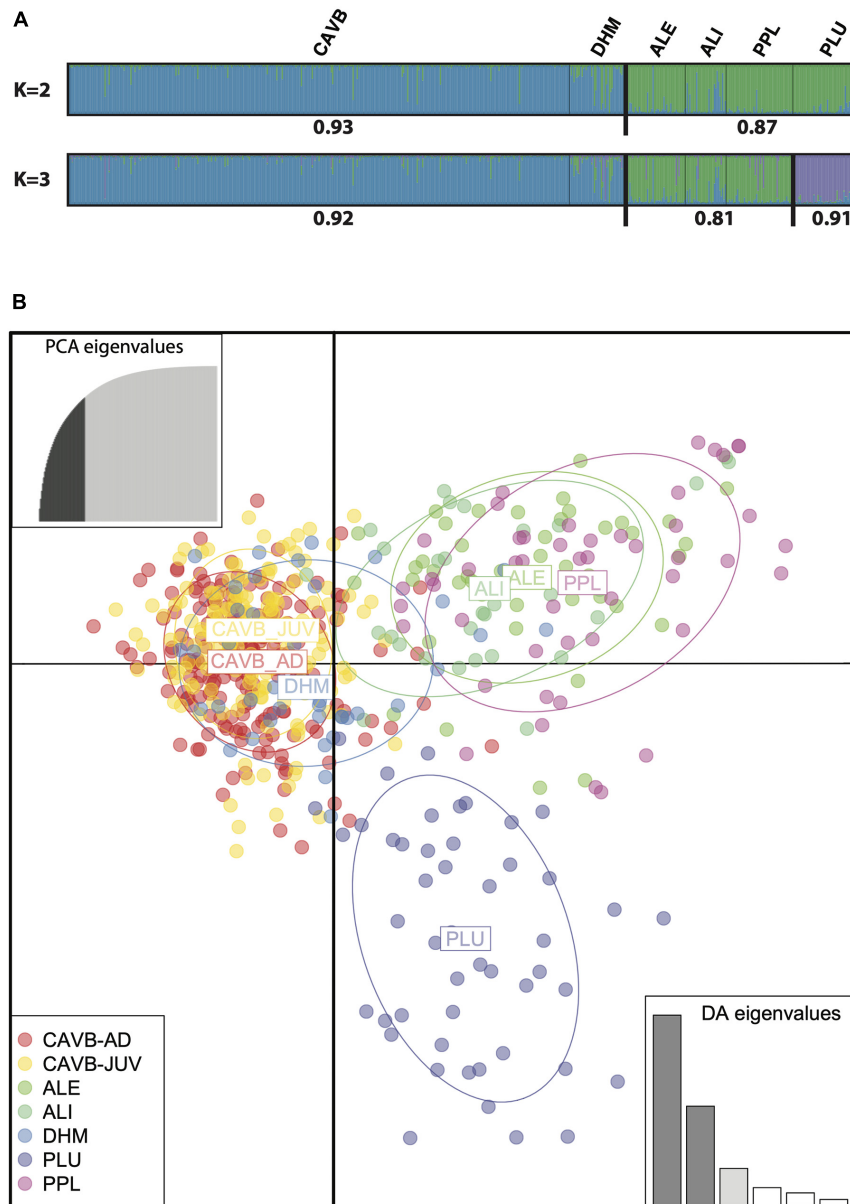 A
CAVB DHM ALE ALI PPL PLU
K=2
0.93 0.87
K=3
0.92 0.81 0.91
B
PCA eigenvalues
CAVB_JUV
CAVB_AD
DHM
ALI ALE PPL
PLU
DA eigenvalues
CAVB-AD
CAVB-JUV
ALE
ALI
DHM
PLU
PPL